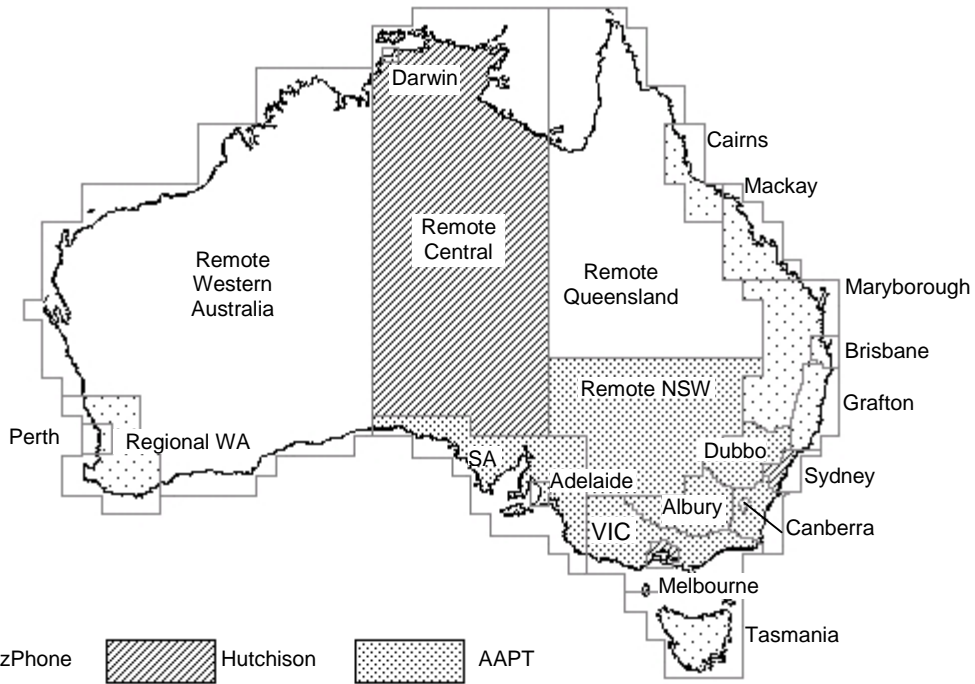 Darwin
Cairns
Mackay
Remote
Central
Remote
Western
Australia
Remote
Queensland
Maryborough
Brisbane
Remote NSW
Grafton
Perth
Regional WA
SA
Dubbo
Sydney
Adelaide
Albury
Canberra
VIC
Melbourne
Tasmania
zPhone
Hutchison
AAPT